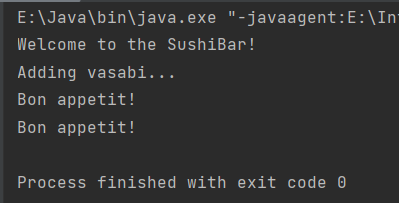 E:\Java\bin\java.exe "-javaagent:E:\In
Welcome to the SushiBar!
Adding vasabi...
Bon appetit!
Bon appetit!
Process finished with exit code 0